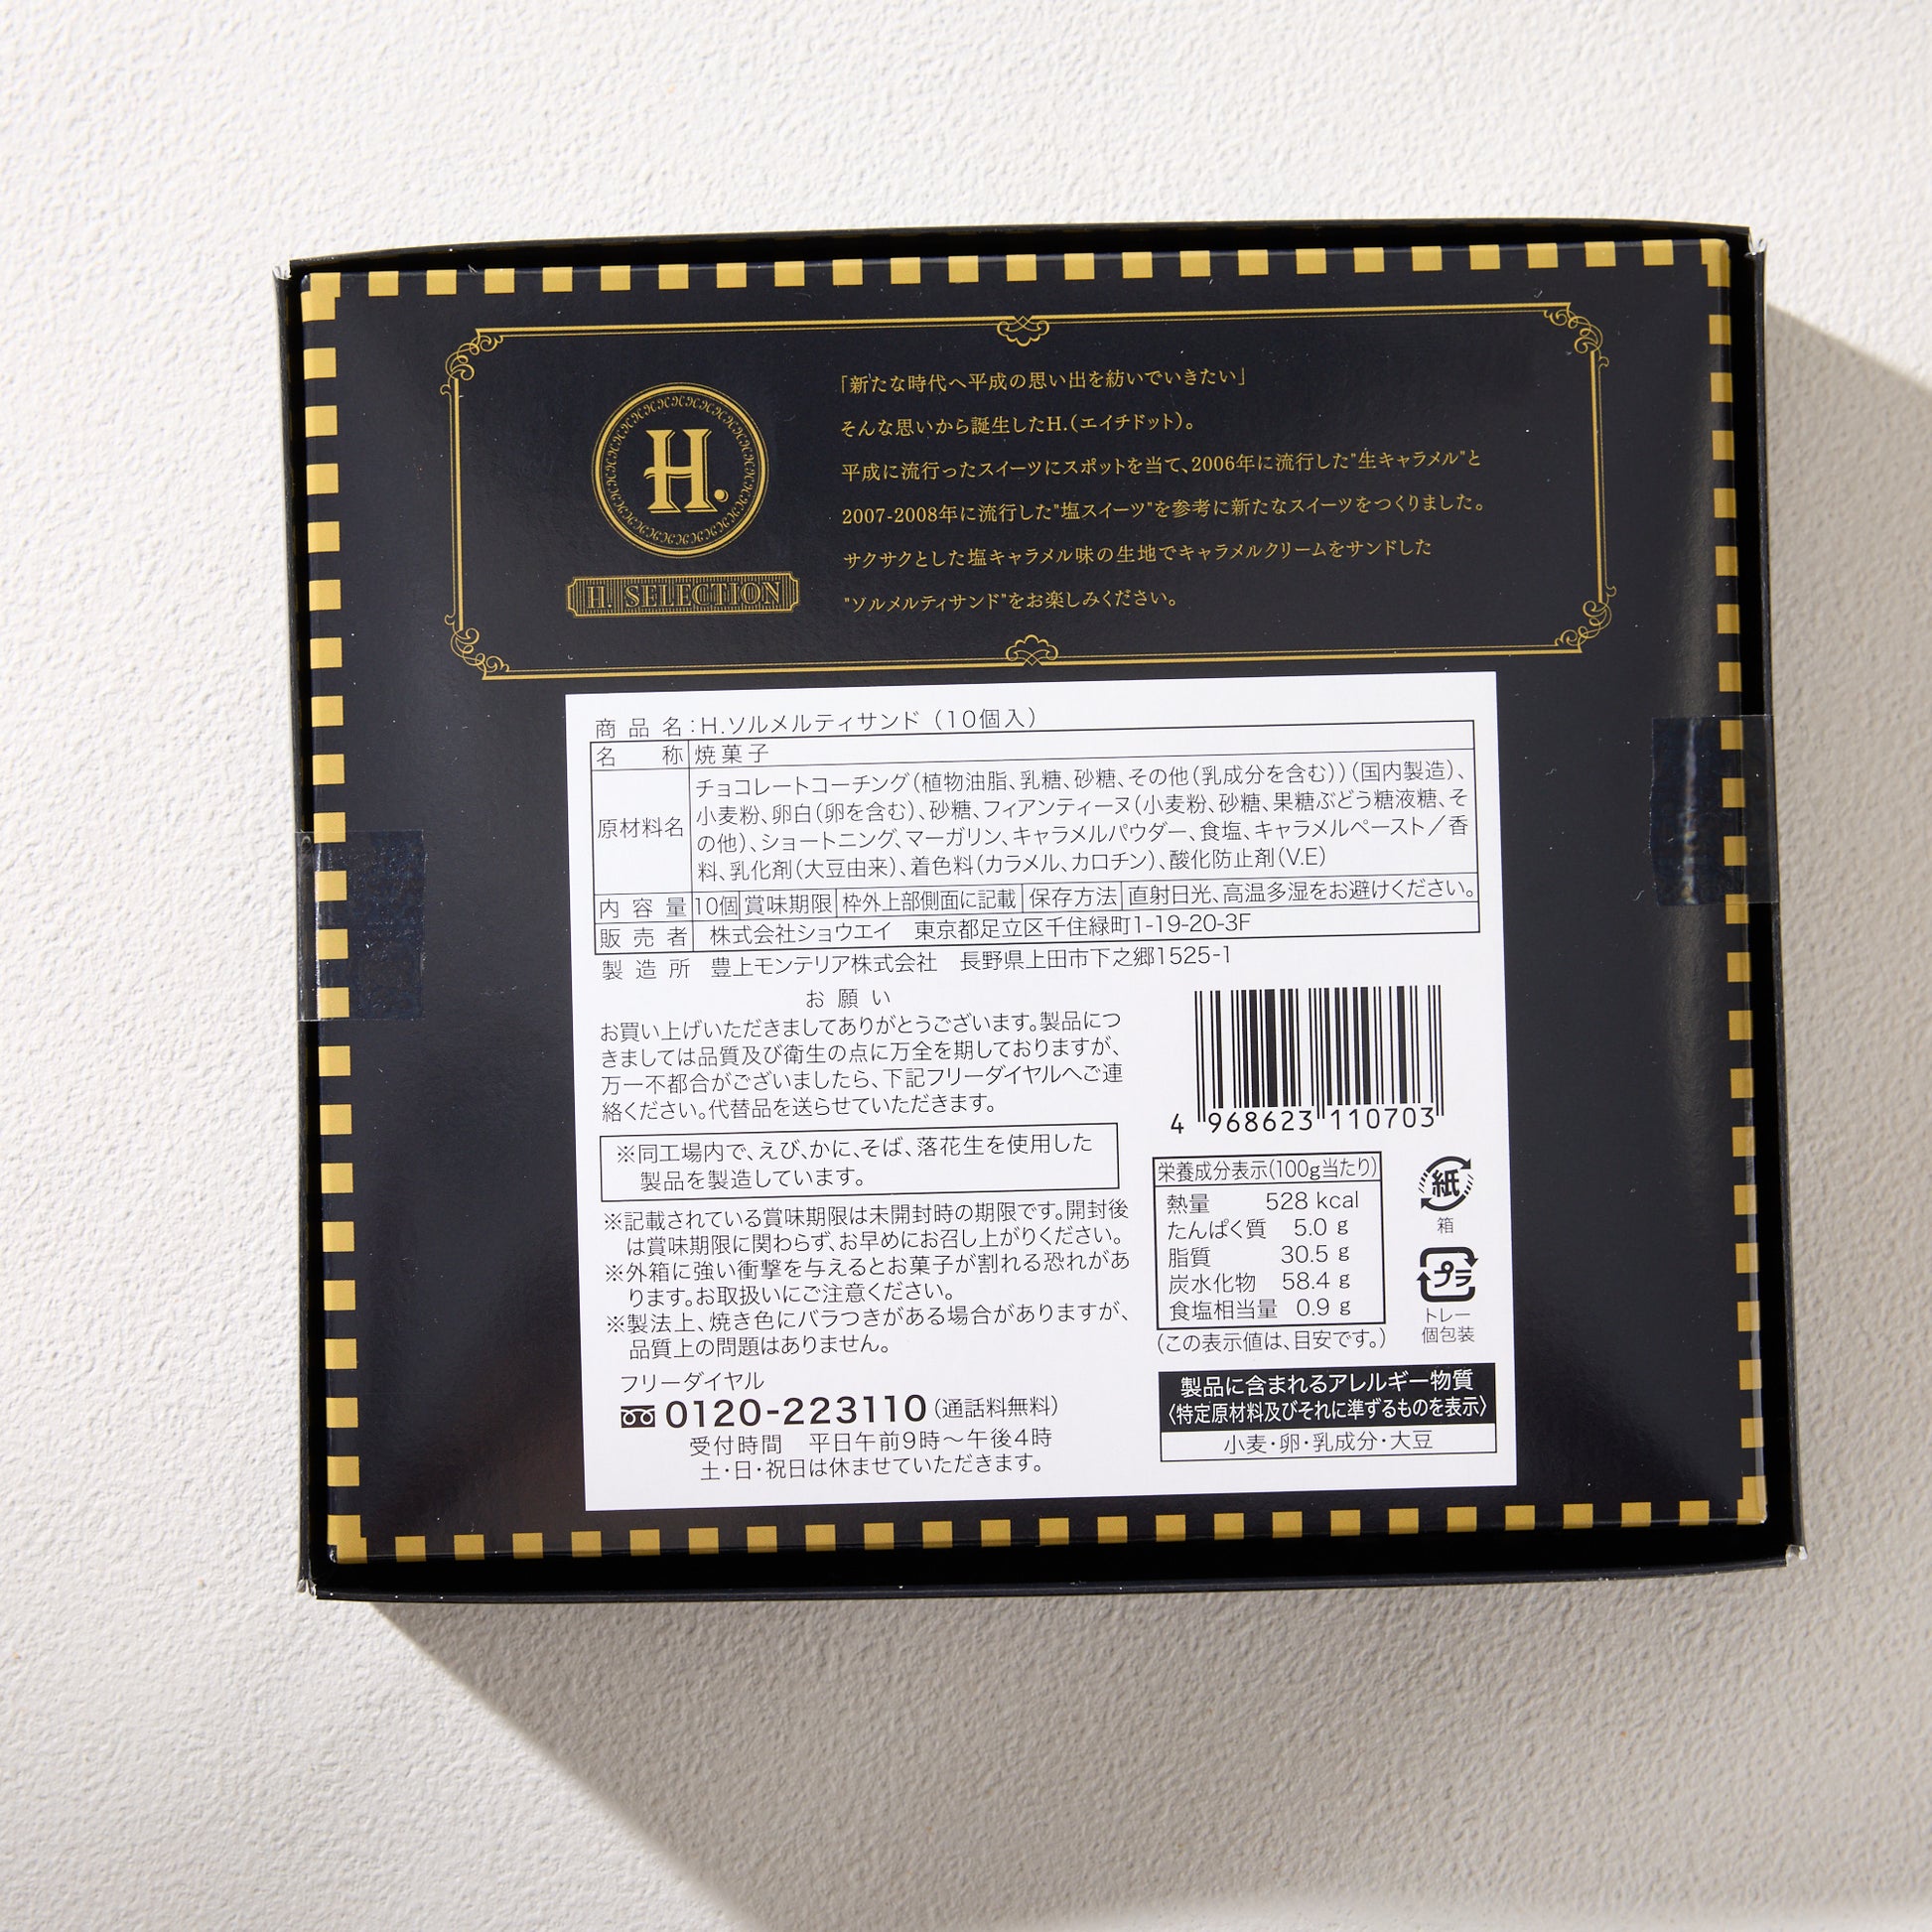 「新たな時代へ平成の思い出を紡いでいきたい」
そんな思いから誕生したH.(エイチドット)。
平成に流行ったスイーツにスポットを当て、2006年に流行した"生キャラメル"と
2007-2008年に流行した"塩スイーツ"を参考に新たなスイーツをつくりました。
サクサクとした塩キャラメル味の生地でキャラメルクリームをサンドした
"ゾルメルティサンド"をお楽しみください。
H.
H. SELECTION
商品名：H.ゾルメルティサンド（10個入）
名称 焼菓子
原材料名
チョコレートコーチング（植物油脂、乳糖、砂糖、その他（乳成分を含む））（国内製造）、
小麦粉、卵白（卵を含む）、砂糖、フィアンティーヌ（小麦粉、砂糖、果糖ぶどう糖液糖、そ
の他）、ショートニング、マーガリン、キャラメルパウダー、食塩、キャラメルペースト／香
料、乳化剤（大豆由来）、着色料（カラメル、カロチン）、酸化防止剤（V.E）
内容量 10個 賞味期限 枠外上部側面に記載 保存方法 直射日光、高温多湿をお避けください。
販売者 株式会社ショウエイ 東京都足立区千住緑町1-19-20-3F
製造所 豊上モンテリア株式会社 長野県上田市下之郷1525-1
お願い
お買い上げいただきましてありがとうございます。製品につ
きましては品質及び衛生の点に万全を期しておりますが、
万一不都合がございましたら、下記フリーダイヤルへご連
絡ください。代替品を送らせていただきます。
※同工場内で、えび、かに、そば、落花生を使用した
製品を製造しています。
※記載されている賞味期限は未開封時の期限です。開封後
は賞味期限に関わらず、お早めにお召し上がりください。
※外箱に強い衝撃を与えるとお菓子が割れる恐れがあ
ります。お取扱いにご注意ください。
※製法上、焼き色にバラつきがある場合がありますが、
品質上の問題はありません。
フリーダイヤル
0120-223110（通話料無料）
受付時間 平日午前9時～午後4時
土・日・祝日は休ませていただきます。
4 968623 110703
栄養成分表示(100g当たり)
熱量 528 kcal
たんぱく質 5.0 g
脂質 30.5 g
炭水化物 58.4 g
食塩相当量 0.9 g
（この表示値は、目安です。）
紙
箱
プラ
トレー
個包装
製品に含まれるアレルギー物質
〈特定原材料及びそれに準ずるものを表示〉
小麦・卵・乳成分・大豆